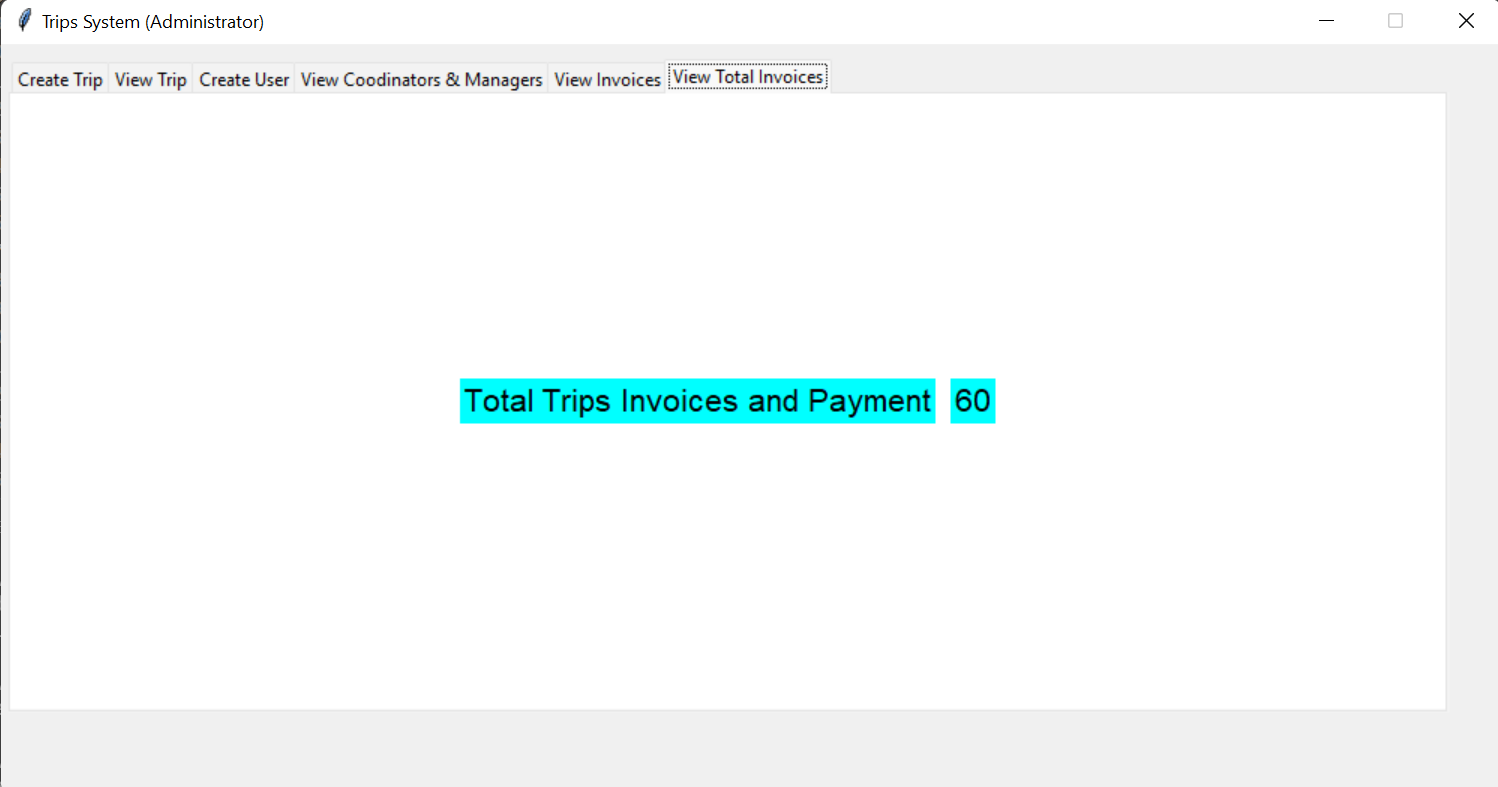 Trips System (Administrator)
Create Trip View Trip Create User View Coodinators & Managers View Invoices View Total Invoices
Total Trips Invoices and Payment 60